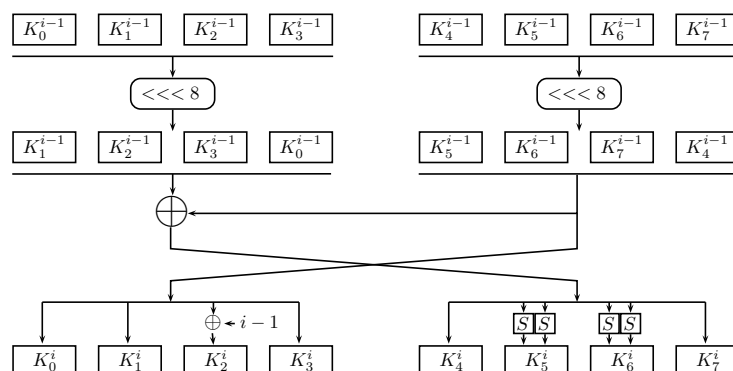 K_0^{i-1} K_1^{i-1} K_2^{i-1} K_3^{i-1} K_4^{i-1} K_5^{i-1} K_6^{i-1} K_7^{i-1}
<<< 8 <<< 8
K_1^{i-1} K_2^{i-1} K_3^{i-1} K_0^{i-1} K_5^{i-1} K_6^{i-1} K_7^{i-1} K_4^{i-1}
i − 1 S S S S
K_0^i K_1^i K_2^i K_3^i K_4^i K_5^i K_6^i K_7^i